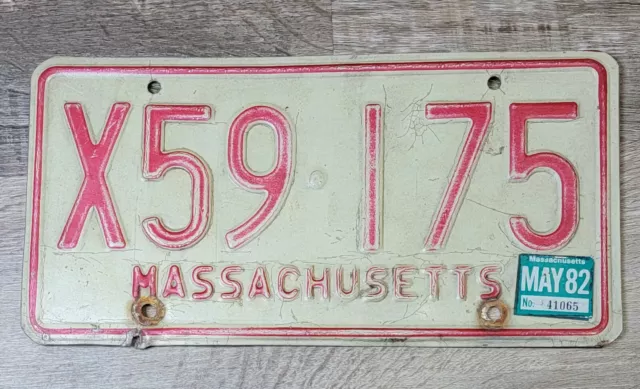 X59·175
MASSACHUSETTS
Massachusetts
MAY 82
No: 41065